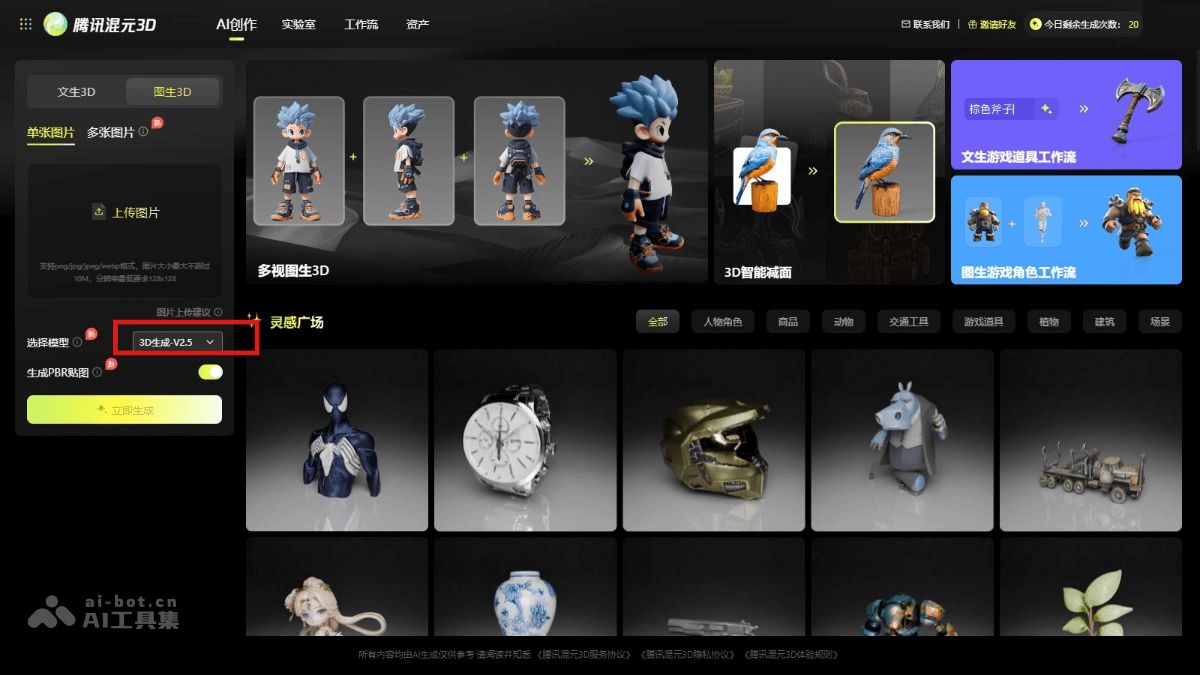 腾讯混元3D
AI创作
实验室
工作流
资产
联系我们
邀请好友
今日剩余生成次数： 20
文生3D
图生3D
单张图片
多张图片
新
上传图片
支持png/jpg/jpeg/webp格式、图片大小最大不超过
10M、分辨率最低要求128x128
图片上传建议
选择模型
新
3D生成-V2.5
生成PBR贴图
新
立即生成
多视图生3D
3D智能减面
棕色斧子
文生游戏道具工作流
图生游戏角色工作流
灵感广场
全部
人物角色
商品
动物
交通工具
游戏道具
植物
建筑
场景
ai-bot.cn
AI工具集
所有内容均由AI生成仅供参考 请阅读并知悉 《腾讯混元3D服务协议》 《腾讯混元3D隐私协议》 《腾讯混元3D体验规则》